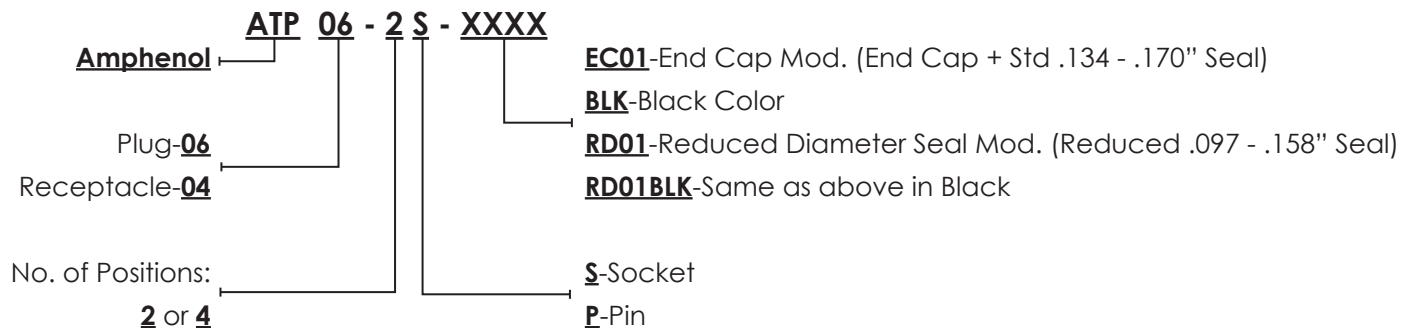 ATP 06 - 2 S - XXXX
Amphenol
Plug-06
Receptacle-04
No. of Positions:
2 or 4
EC01-End Cap Mod. (End Cap + Std .134 - .170” Seal)
BLK-Black Color
RD01-Reduced Diameter Seal Mod. (Reduced .097 - .158” Seal)
RD01BLK-Same as above in Black
S-Socket
P-Pin